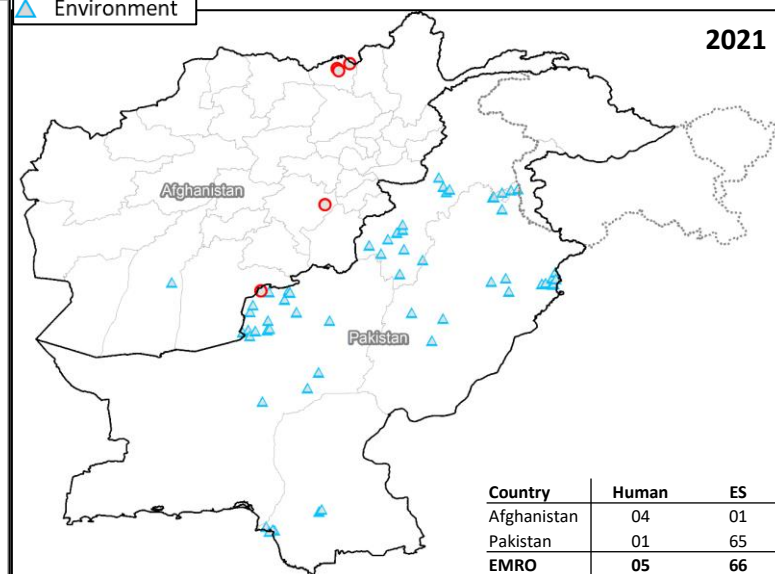 Environment
2021
Afghanistan
Pakistan
Country Human ES
Afghanistan 04 01
Pakistan 01 65
EMRO 05 66